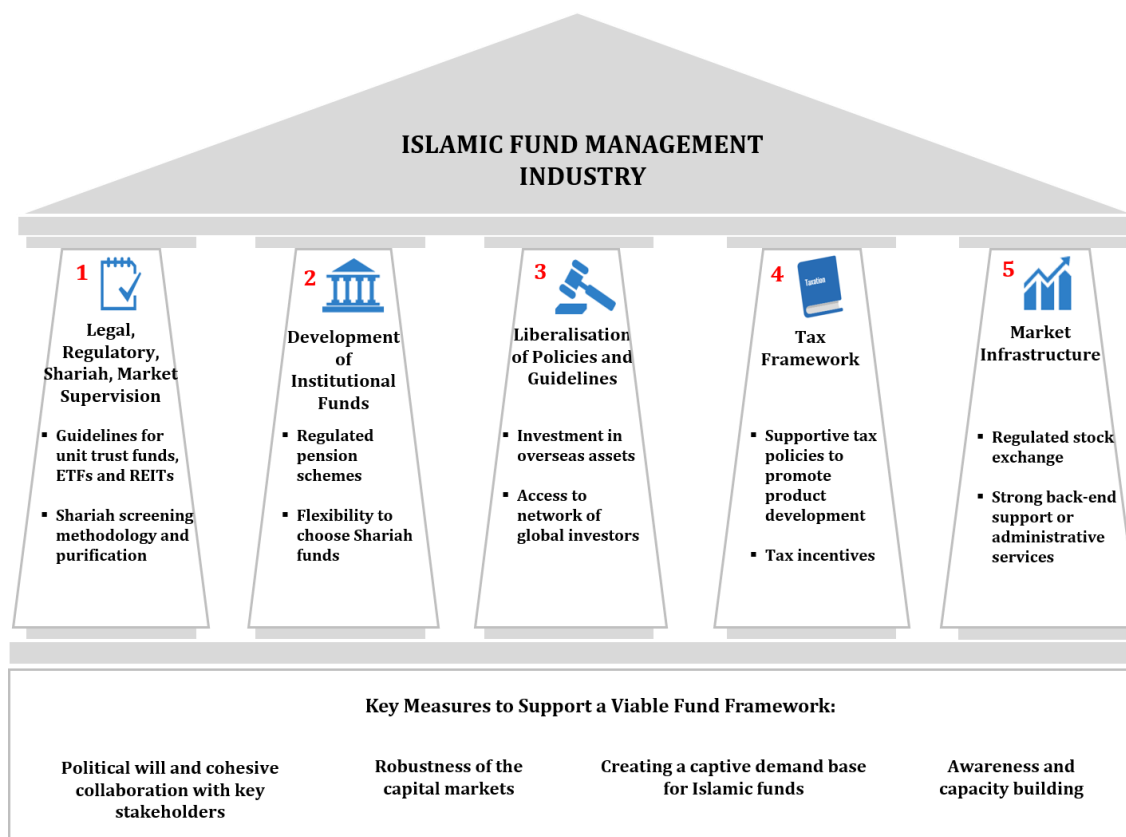 ISLAMIC FUND MANAGEMENT
INDUSTRY
1
Legal,
Regulatory,
Shariah, Market
Supervision
▪ Guidelines for
unit trust funds,
ETFs and REITs
▪ Shariah screening
methodology and
purification
2
Development
of
Institutional
Funds
▪ Regulated
pension
schemes
▪ Flexibility to
choose Shariah
funds
3
Liberalisation
of Policies and
Guidelines
▪ Investment in
overseas assets
▪ Access to
network of
global investors
4
Taxation
Tax
Framework
▪ Supportive tax
policies to
promote
product
development
▪ Tax incentives
5
Market
Infrastructure
▪ Regulated stock
exchange
▪ Strong back-end
support or
administrative
services
Key Measures to Support a Viable Fund Framework:
Political will and cohesive
collaboration with key
stakeholders
Robustness of the
capital markets
Creating a captive demand base
for Islamic funds
Awareness and
capacity building